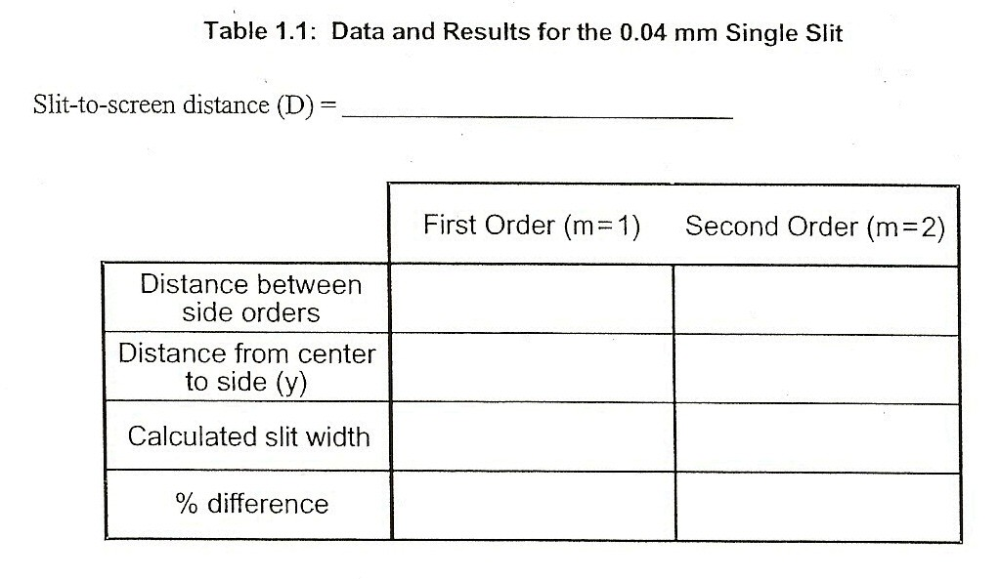 Table 1.1: Data and Results for the 0.04 mm Single Slit
Slit-to-screen distance (D) =
First Order (m=1) Second Order (m=2)
Distance between
side orders
Distance from center
to side (y)
Calculated slit width
% difference